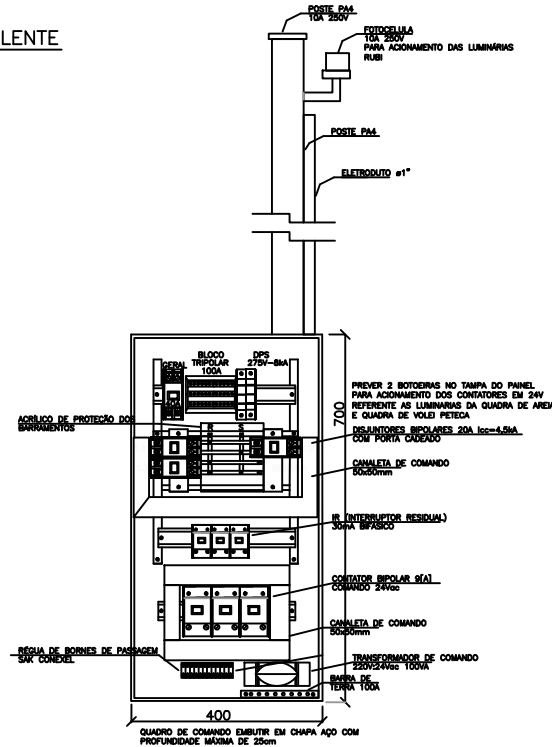 LENTE
POSTE PA4
10A 250V
FOTOCELULA
10A 250V
PARA ACIONAMENTO DAS LUMINÁRIAS
RUBI
POSTE PA4
ELETRODUTO ø1"
GERAL
BLOCO
TRIPOLAR
100A
DPS
275V-8kA
PREVER 2 BOTOEIRAS NO TAMPA DO PAINEL
PARA ACIONAMENTO DOS CONTATORES EM 24V
REFERENTE AS LUMINARIAS DA QUADRA DE AREIA
E QUADRA DE VOLEI PETECA
700
ACRÍLICO DE PROTEÇÃO DOS
BARRAMENTOS
R S
DISJUNTORES BIPOLARES 20A Icc=4,5kA
COM PORTA CADEADO
CANALETA DE COMANDO
50x50mm
IR (INTERRUPTOR RESIDUAL)
30mA BIFASICO
CONTATOR BIPOLAR 9[A]
COMANDO 24Vac
CANALETA DE COMANDO
50x50mm
RÉGUA DE BORNES DE PASSAGEM
SAK CONEXEL
TRANSFORMADOR DE COMANDO
220V:24Vac 100VA
BARRA DE
TERRA 100A
400
QUADRO DE COMANDO EMBUTIR EM CHAPA AÇO COM
PROFUNDIDADE MÁXIMA DE 25cm